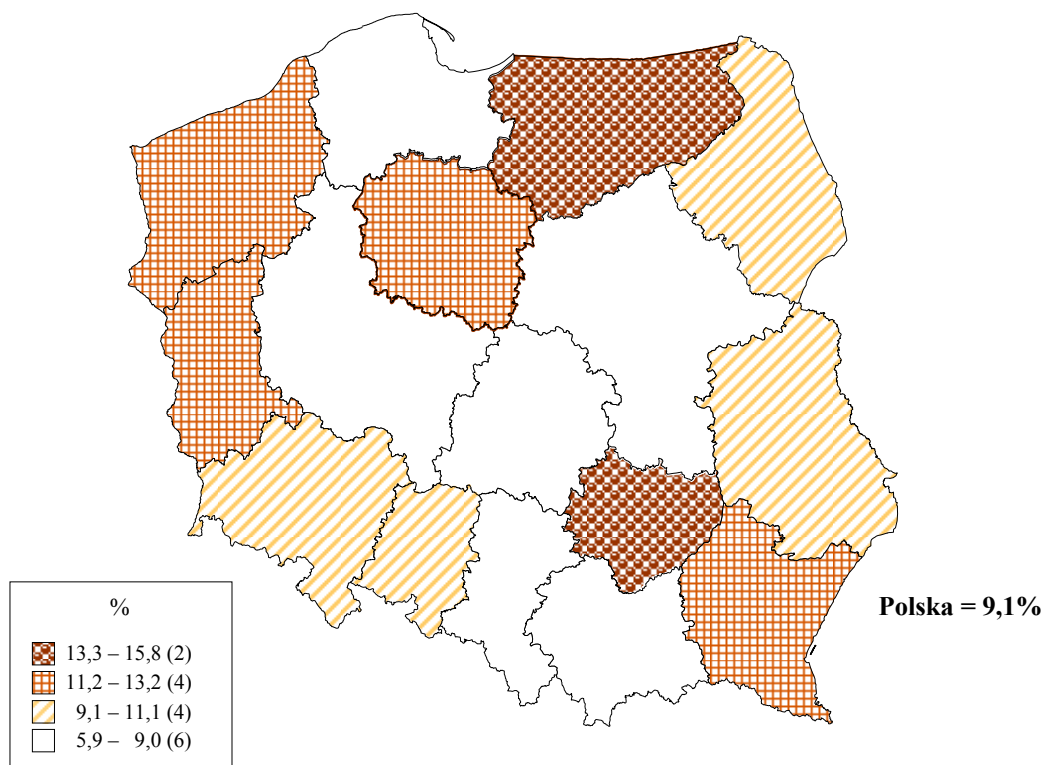 %
13,3 – 15,8 (2)
11,2 – 13,2 (4)
9,1 – 11,1 (4)
5,9 – 9,0 (6)
Polska = 9,1%